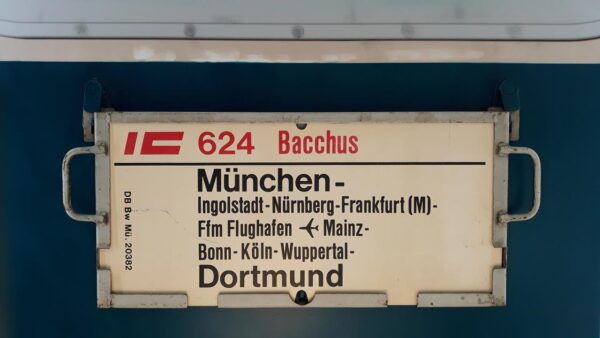 IC 624 Bacchus
München-
Ingolstadt-Nürnberg-Frankfurt (M)-
Ffm Flughafen ✈ Mainz-
Bonn-Köln-Wuppertal-
Dortmund
DB Bw Mü. 20382